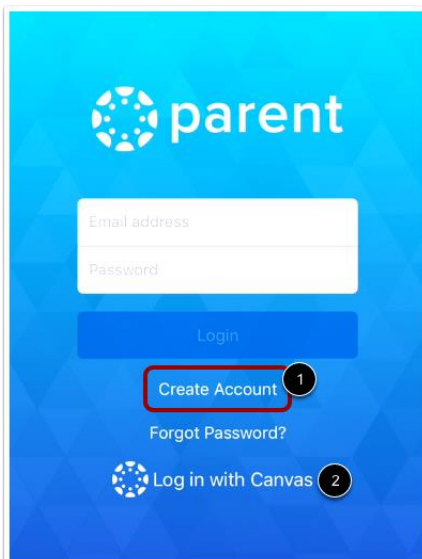 parent
Email address
Password
Login
Create Account 1
Forgot Password?
Log in with Canvas 2